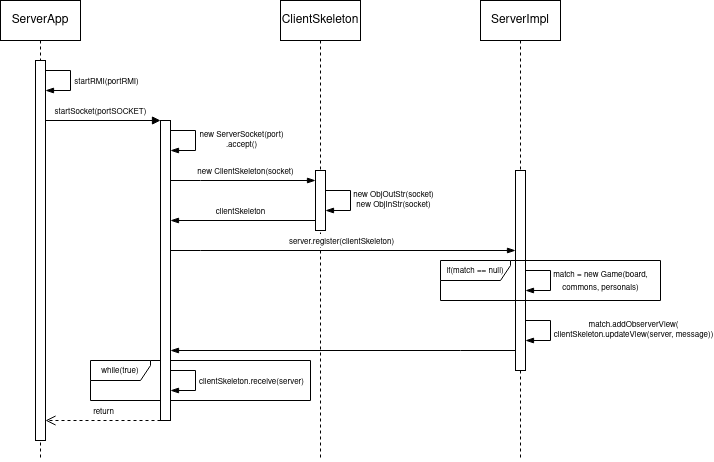 ServerApp
ClientSkeleton
ServerImpl
startRMI(portRMI)
startSocket(portSOCKET)
new ServerSocket(port)
.accept()
new ClientSkeleton(socket)
new ObjOutStr(socket)
new ObjInStr(socket)
clientSkeleton
server.register(clientSkeleton)
if(match == null)
match = new Game(board,
commons, personals)
match.addObserverView(
clientSkeleton.updateView(server, message))
while(true)
clientSkeleton.receive(server)
return